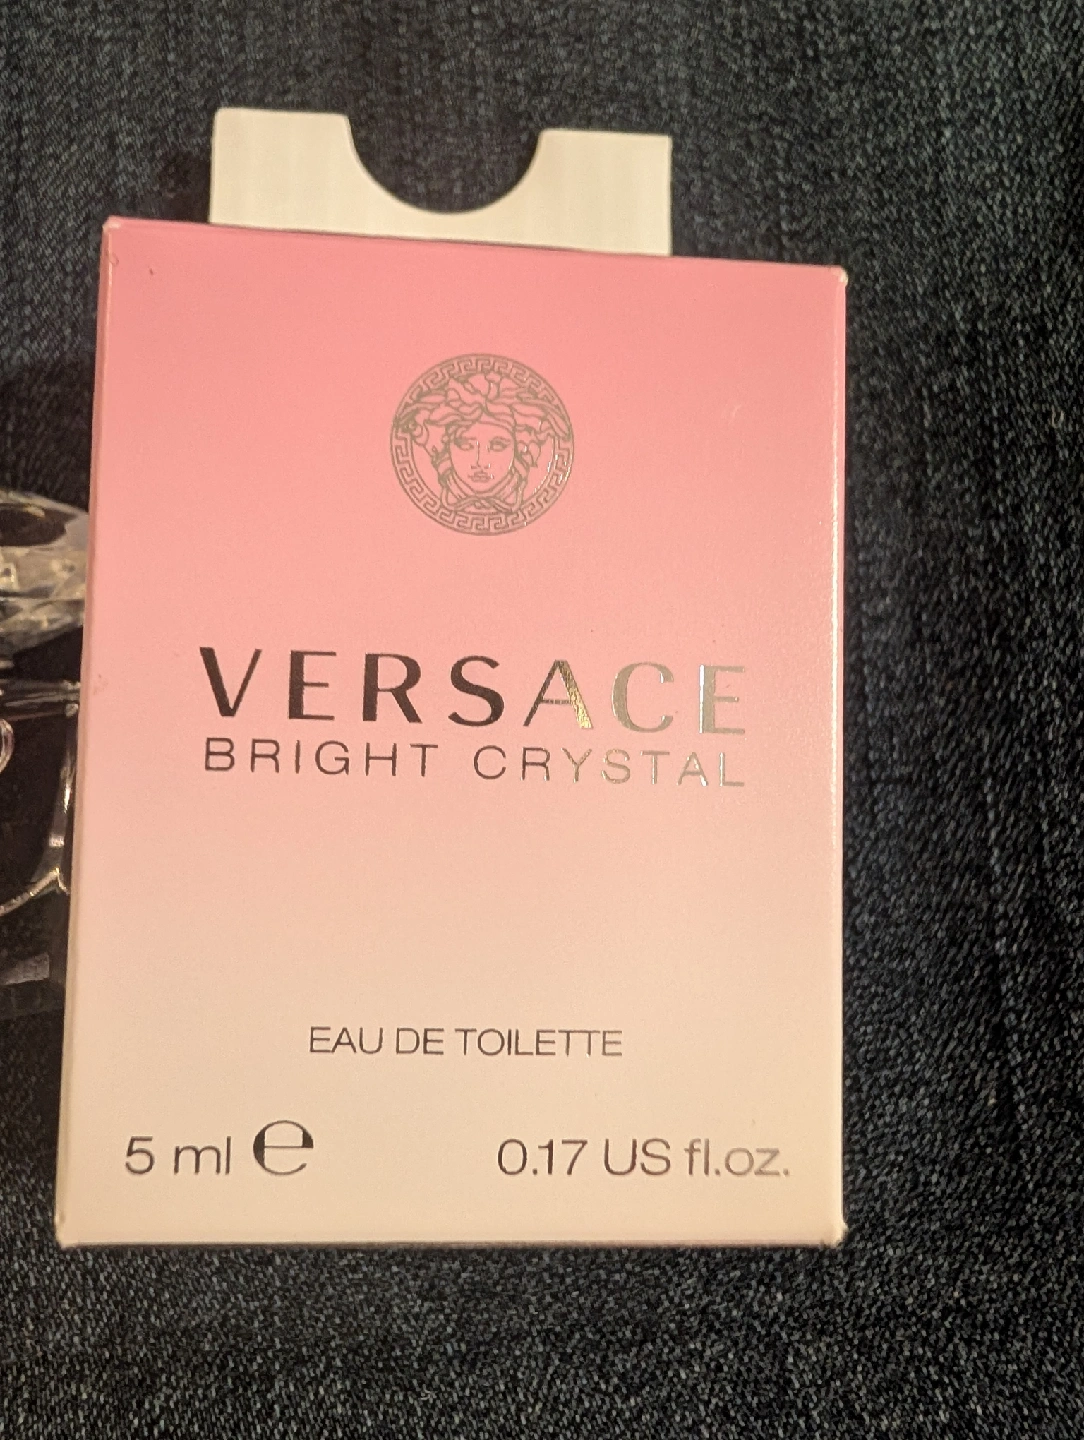 VERSACE
BRIGHT CRYSTAL
EAU DE TOILETTE
5 ml ℮ 0.17 US fl.oz.